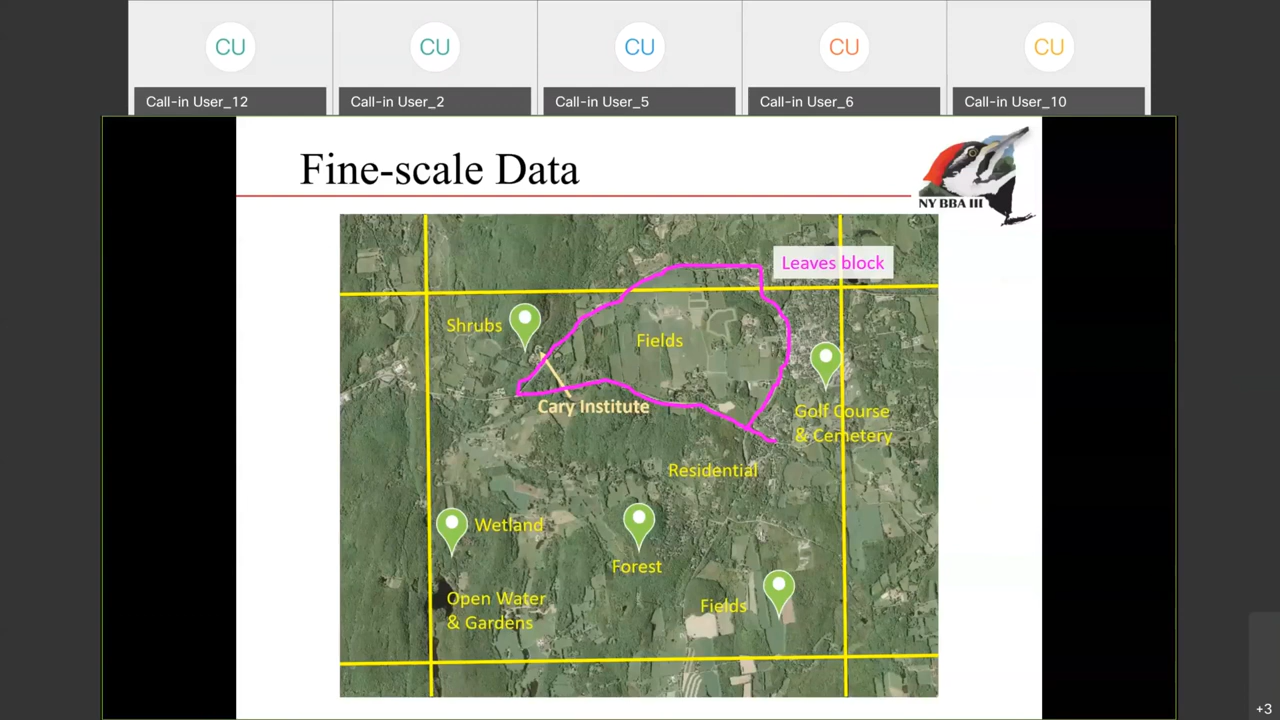 CU
CU
CU
CU
CU
Call-in User_12
Call-in User_2
Call-in User_5
Call-in User_6
Call-in User_10
Fine-scale Data
NY BBA III
Leaves block
Shrubs
Fields
Cary Institute
Golf Course
& Cemetery
Residential
Wetland
Forest
Open Water
& Gardens
Fields
+3